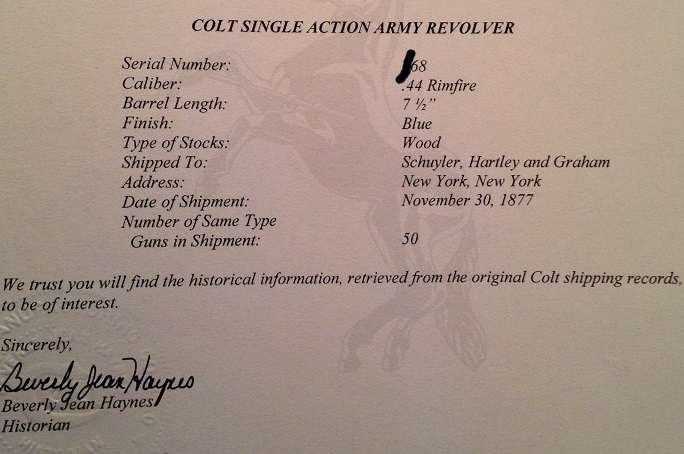 COLT SINGLE ACTION ARMY REVOLVER
Serial Number: 68
Caliber: .44 Rimfire
Barrel Length: 7 ½”
Finish: Blue
Type of Stocks: Wood
Shipped To: Schuyler, Hartley and Graham
Address: New York, New York
Date of Shipment: November 30, 1877
Number of Same Type
Guns in Shipment: 50
We trust you will find the historical information, retrieved from the original Colt shipping records,
to be of interest.
Sincerely,
Beverly Jean Haynes
Beverly Jean Haynes
Historian